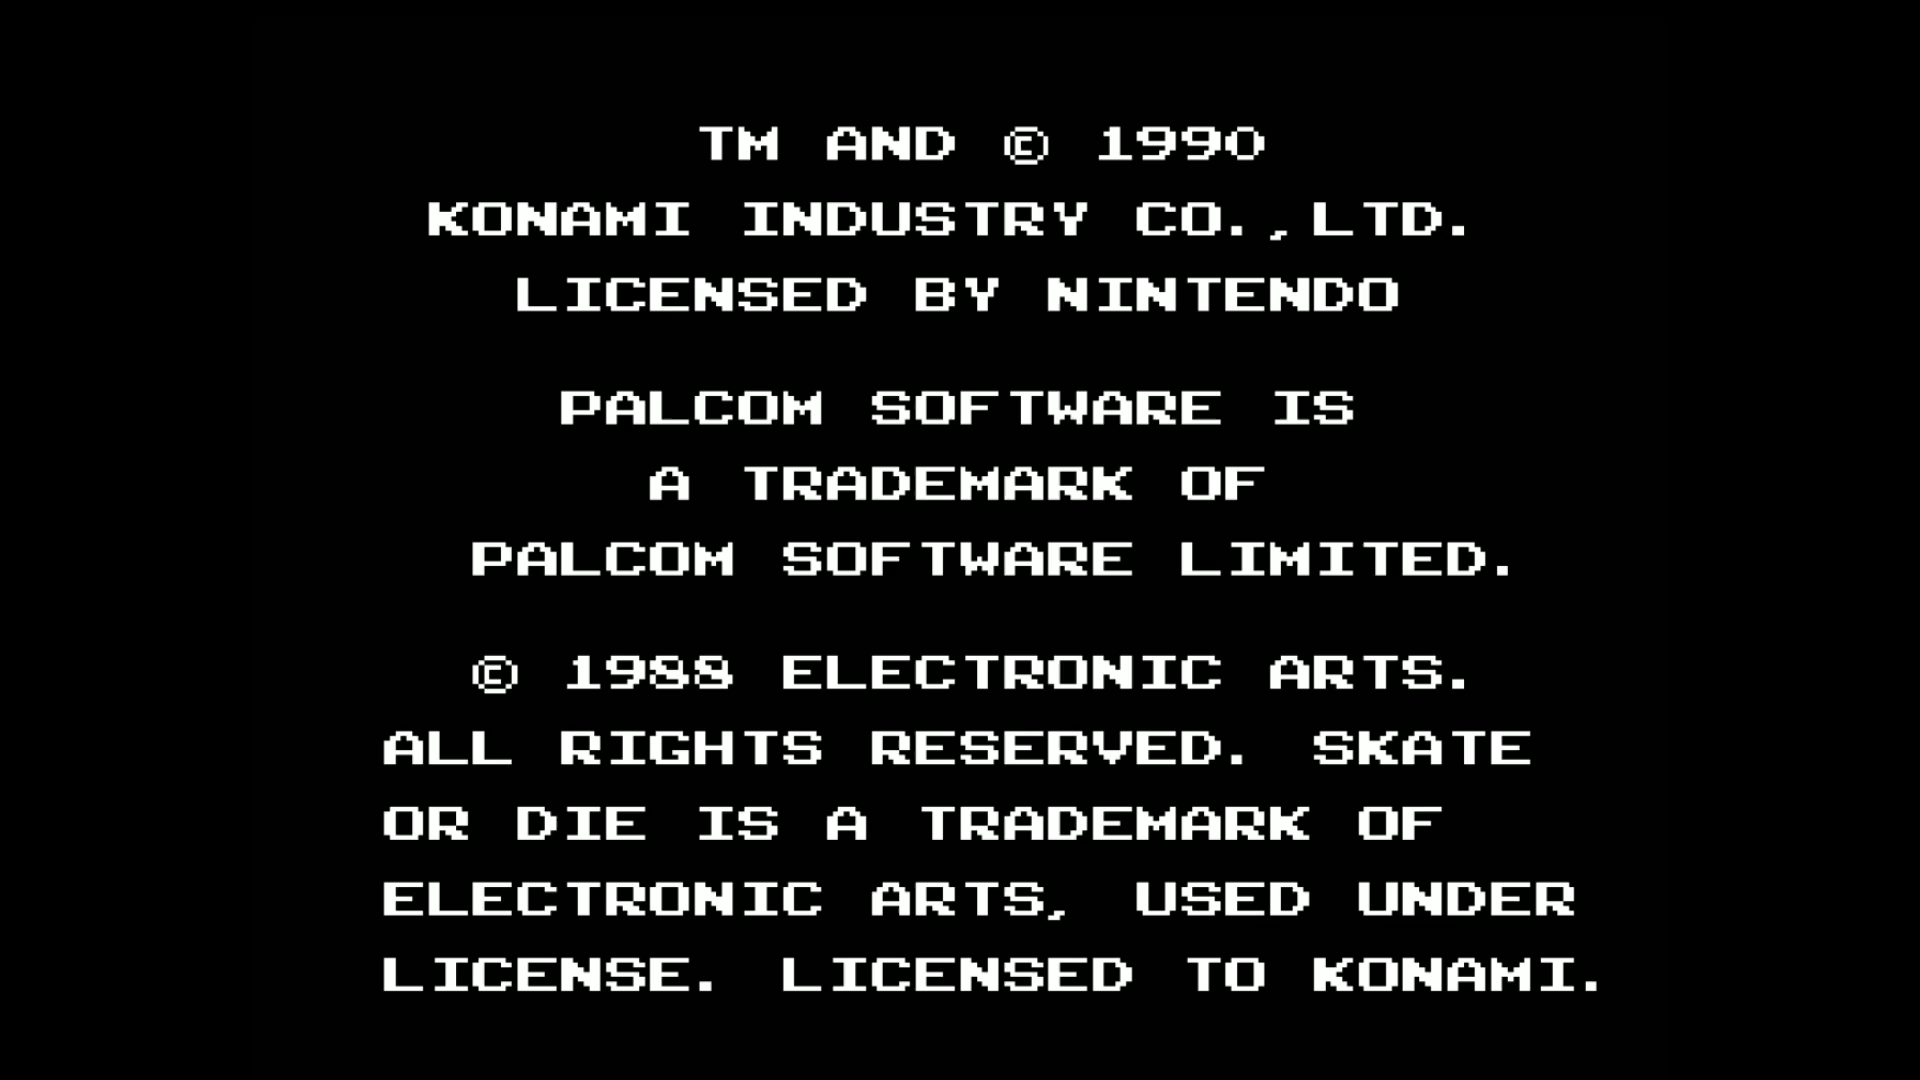 TM AND © 1990
KONAMI INDUSTRY CO.,LTD.
LICENSED BY NINTENDO
PALCOM SOFTWARE IS
A TRADEMARK OF
PALCOM SOFTWARE LIMITED.
© 1988 ELECTRONIC ARTS.
ALL RIGHTS RESERVED. SKATE
OR DIE IS A TRADEMARK OF
ELECTRONIC ARTS, USED UNDER
LICENSE. LICENSED TO KONAMI.